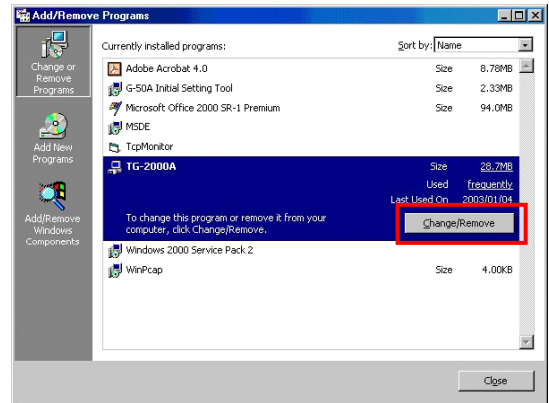 Add/Remove Programs
Change or
Remove
Programs
Add New
Programs
Add/Remove
Windows
Components
Currently installed programs:
Sort by: Name
Adobe Acrobat 4.0 Size 8.78MB
G-50A Initial Setting Tool Size 2.33MB
Microsoft Office 2000 SR-1 Premium Size 94.0MB
MSDE
TcpMonitor
TG-2000A Size 28.7MB
Used frequently
Last Used On 2003/01/04
To change this program or remove it from your
computer, click Change/Remove.
Change/Remove
Windows 2000 Service Pack 2
WinPcap Size 4.00KB
Close